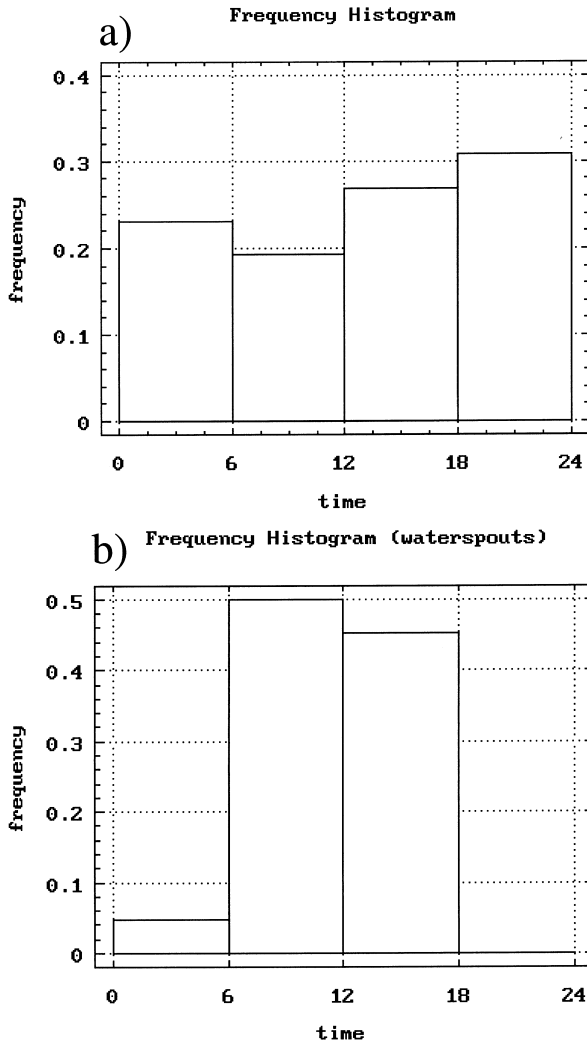 a)
Frequency Histogram
0.4
0.3
0.2
0.1
0
frequency
0 6 12 18 24
time
b)
Frequency Histogram (waterspouts)
0.5
0.4
0.3
0.2
0.1
0
frequency
0 6 12 18 24
time